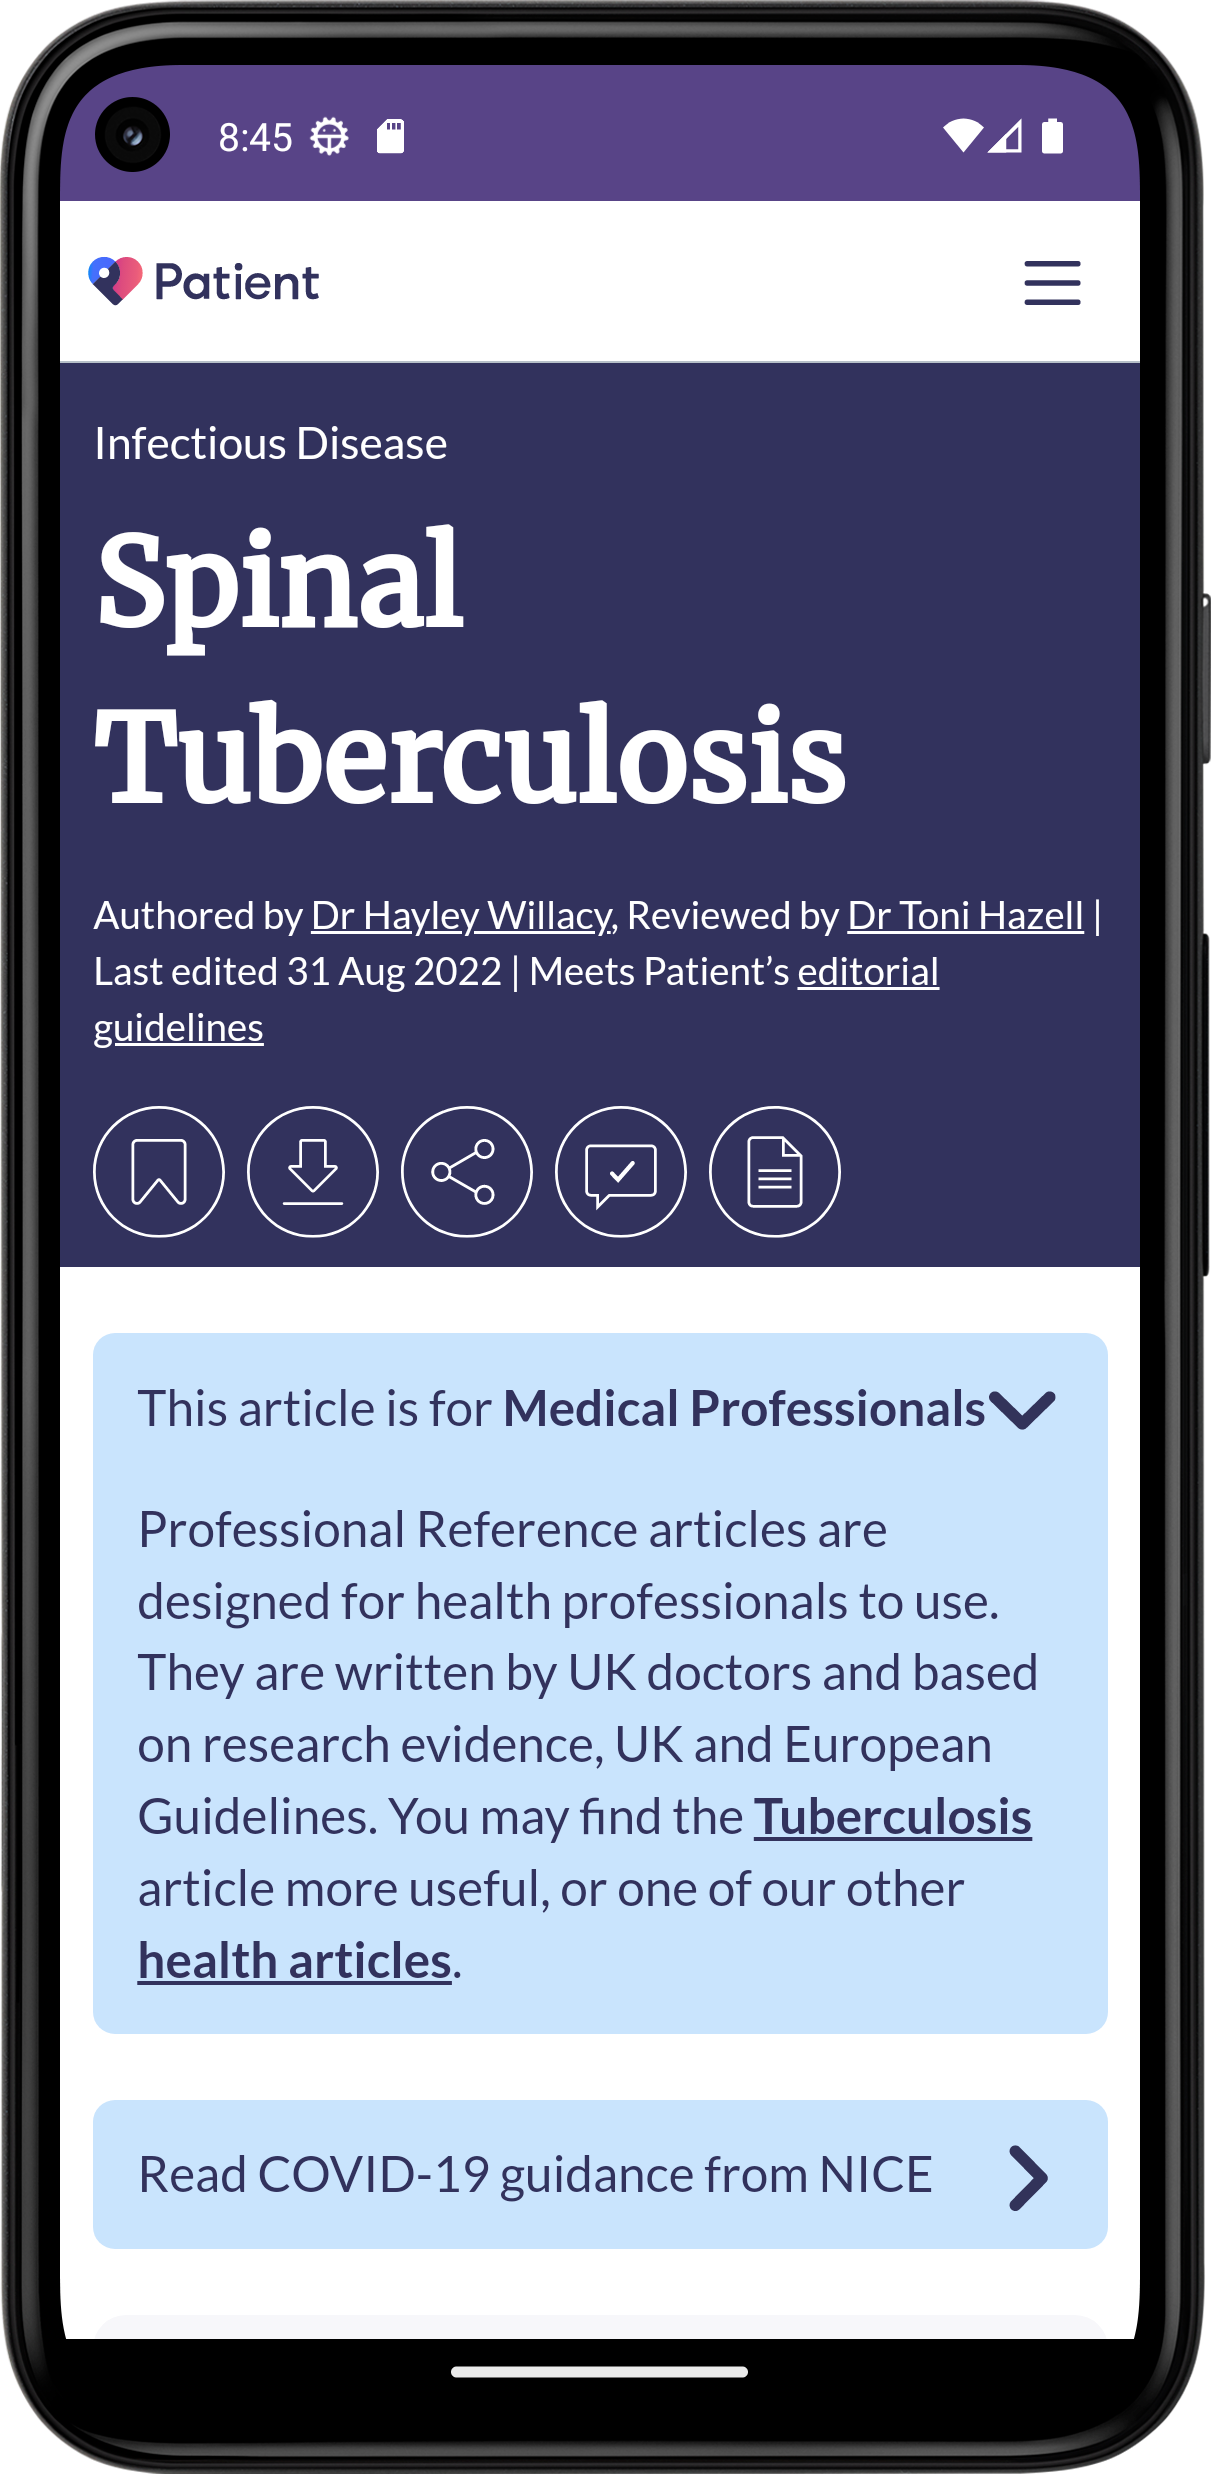 8:45
Patient
Infectious Disease
Spinal
Tuberculosis
Authored by Dr Hayley Willacy, Reviewed by Dr Toni Hazell |
Last edited 31 Aug 2022 | Meets Patient’s editorial
guidelines
This article is for Medical Professionals
Professional Reference articles are
designed for health professionals to use.
They are written by UK doctors and based
on research evidence, UK and European
Guidelines. You may find the Tuberculosis
article more useful, or one of our other
health articles.
Read COVID-19 guidance from NICE